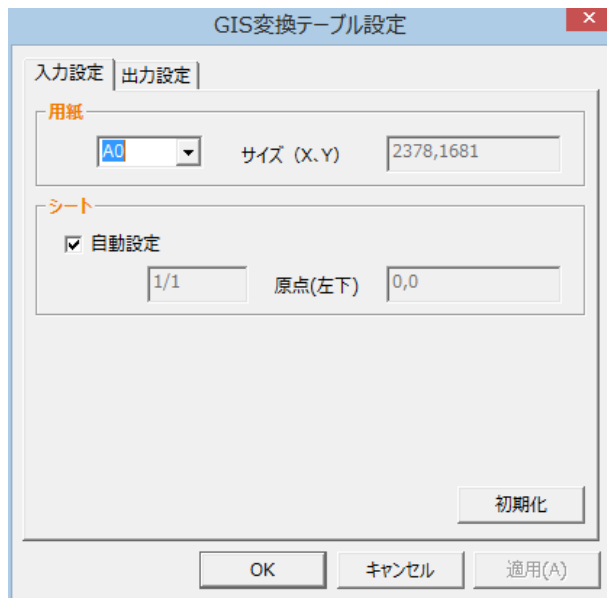 GIS変換テーブル設定
入力設定 出力設定
用紙
A0 サイズ（X、Y） 2378,1681
シート
自動設定
1/1 原点(左下) 0,0
初期化
OK キャンセル 適用(A)